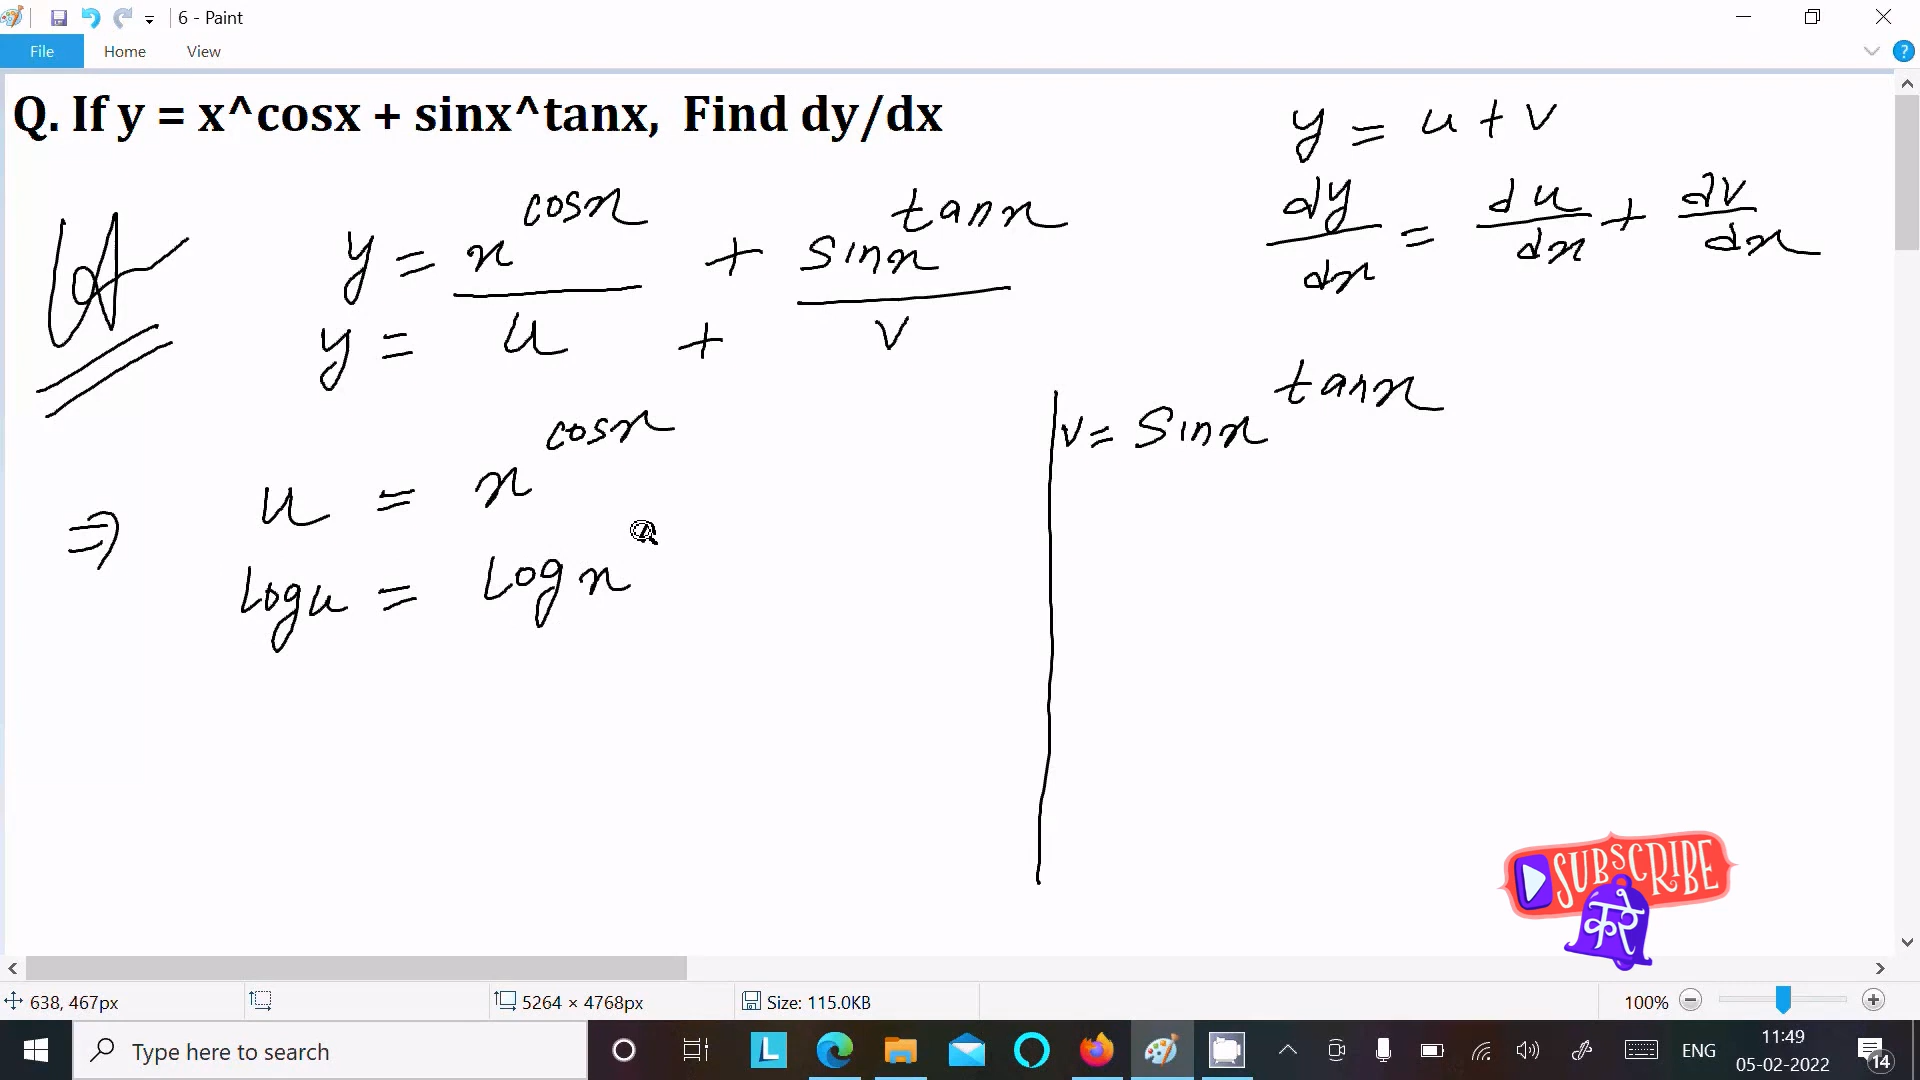 6 - Paint
File Home View
Q. If y = x^cosx + sinx^tanx, Find dy/dx
y = u + v
dy/dx = du/dx + dv/dx
y = x^cosx + sinx^tanx
y = u + v
u = x^cosx
log u = log x
v = sinx^tanx
SUBSCRIBE
करे
638, 467px 5264 × 4768px Size: 115.0KB 100%
Type here to search
ENG 11:49
05-02-2022
14